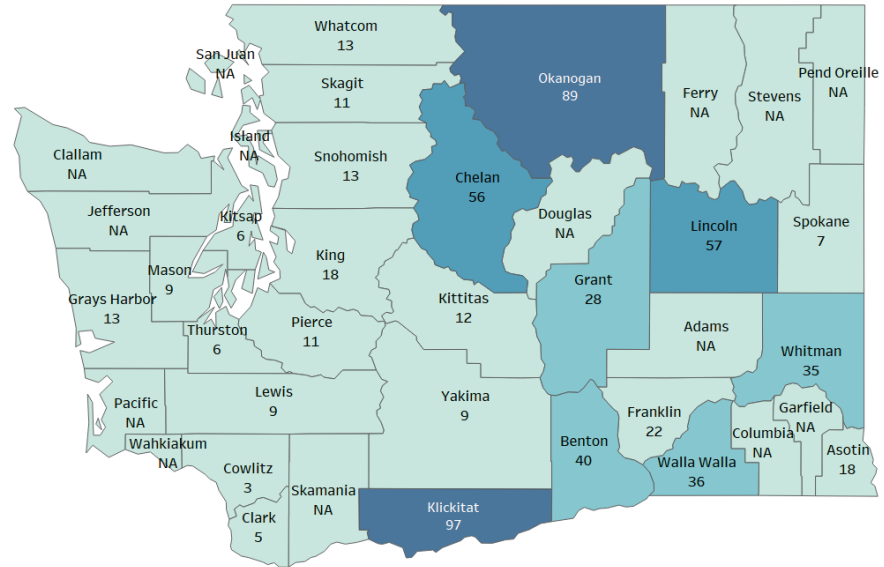 Whatcom
13
San Juan
NA
Skagit
11
Okanogan
89
Ferry
NA
Stevens
NA
Pend Oreille
NA
Island
NA
Snohomish
13
Clallam
NA
Chelan
56
Jefferson
NA
Kitsap
6
Douglas
NA
Lincoln
57
Spokane
7
King
18
Mason
9
Grays Harbor
13
Kittitas
12
Grant
28
Thurston
6
Pierce
11
Adams
NA
Whitman
35
Pacific
NA
Lewis
9
Yakima
9
Franklin
22
Garfield
NA
Columbia
NA
Wahkiakum
NA
Benton
40
Walla Walla
36
Asotin
18
Cowlitz
3
Skamania
NA
Klickitat
97
Clark
5